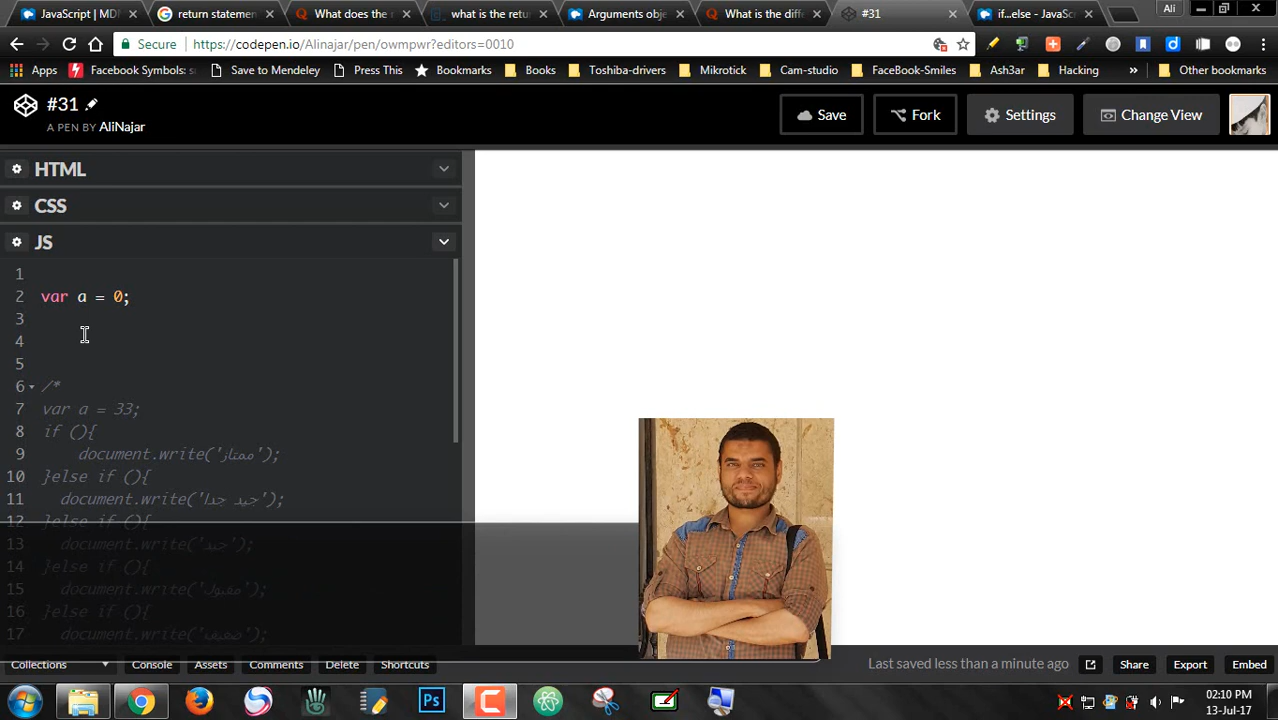 JavaScript | MD
return statemen
What does the
what is the retu
Arguments obj
What is the diff
#31
if...else - JavaSc
Ali
Secure
https://codepen.io/Alinajar/pen/owmpwr?editors=0010
Apps
Facebook Symbols:
Save to Mendeley
Press This
Bookmarks
Books
Toshiba-drivers
Mikrotick
Cam-studio
FaceBook-Smiles
Ash3ar
Hacking
»
Other bookmarks
#31
A PEN BY AliNajar
Save
Fork
Settings
Change View
HTML
CSS
JS
1
2 var a = 0;
3
4
5
6 /*
7 var a = 33;
8 if (){
9 document.write('ممتاز');
10 }else if (){
11 document.write('جيد جدا');
12 }else if (){
13 document.write('جيد');
14 }else if (){
15 document.write('مقبول');
16 }else if (){
17 document.write('ضعيف');
Collections
Console
Assets
Comments
Delete
Shortcuts
Last saved less than a minute ago
Share
Export
Embed
Ps
02:10 PM
13-Jul-17